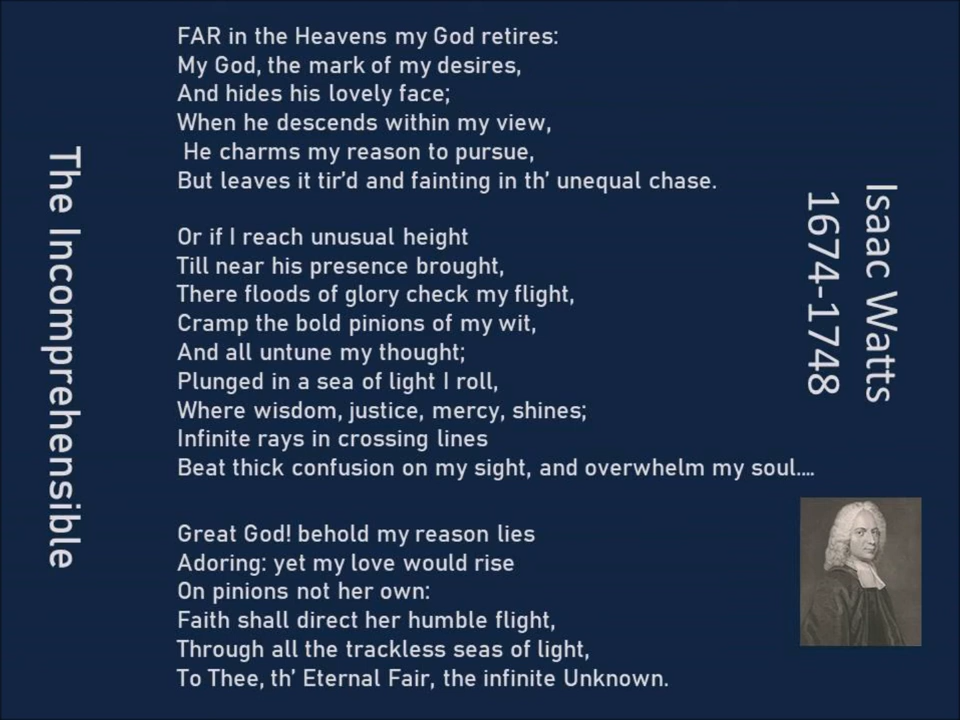 The Incomprehensible
FAR in the Heavens my God retires:
My God, the mark of my desires,
And hides his lovely face;
When he descends within my view,
He charms my reason to pursue,
But leaves it tir’d and fainting in th’ unequal chase.
Or if I reach unusual height
Till near his presence brought,
There floods of glory check my flight,
Cramp the bold pinions of my wit,
And all untune my thought;
Plunged in a sea of light I roll,
Where wisdom, justice, mercy, shines;
Infinite rays in crossing lines
Beat thick confusion on my sight, and overwhelm my soul....
Great God! behold my reason lies
Adoring: yet my love would rise
On pinions not her own:
Faith shall direct her humble flight,
Through all the trackless seas of light,
To Thee, th’ Eternal Fair, the infinite Unknown.
Isaac Watts
1674-1748